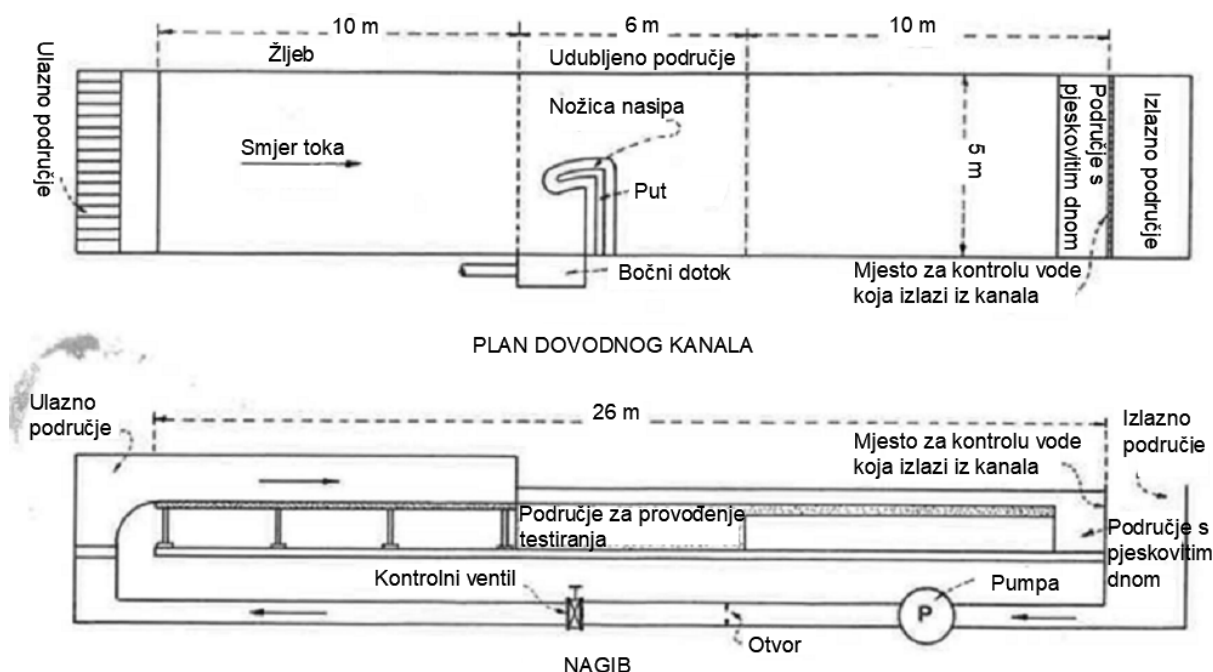 10 m
6 m
10 m
Ulazno
područje
Žljeb
Udubljeno područje
Nožica nasipa
Smjer toka
Put
5 m
Područje s
pjeskovitim dnom
Izlazno područje
Bočni dotok
Mjesto za kontrolu vode
koja izlazi iz kanala
PLAN DOVODNOG KANALA
26 m
Ulazno
područje
Mjesto za kontrolu vode
koja izlazi iz kanala
Izlazno
područje
Područje za provođenje
testiranja
Područje s
pjeskovitim
dnom
Kontrolni ventil
Pumpa
P
Otvor
NAGIB